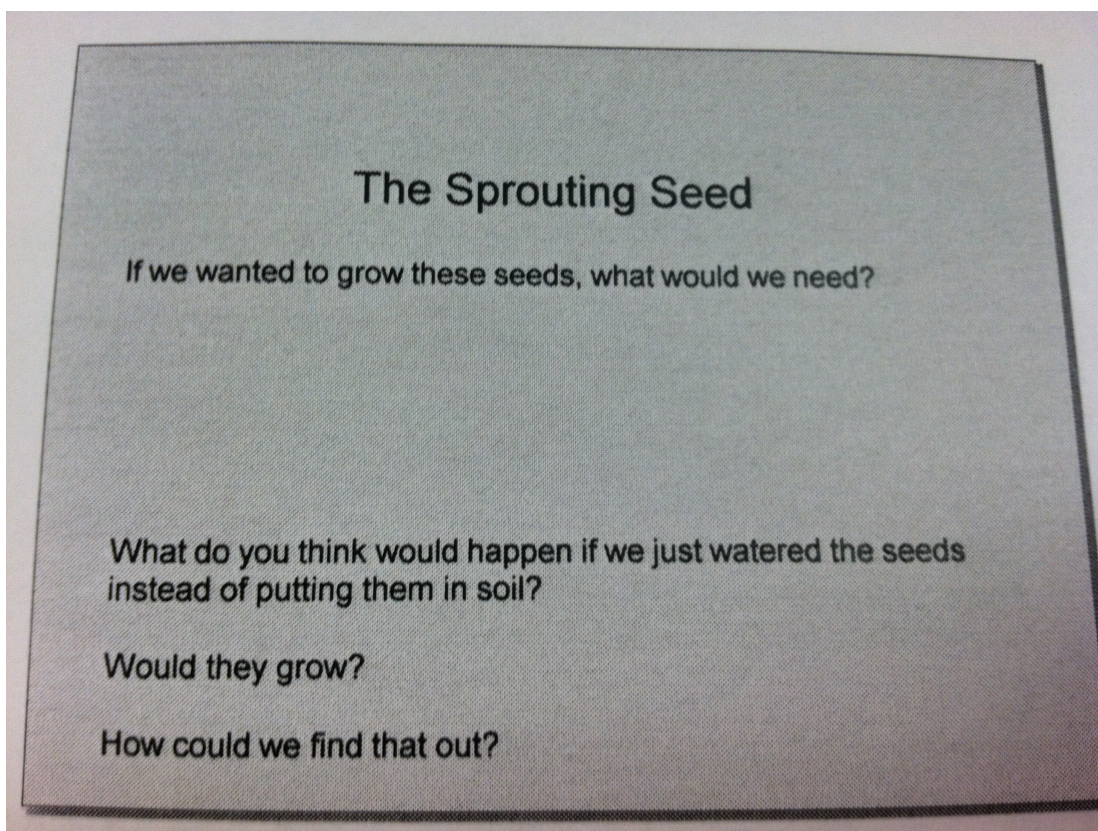 The Sprouting Seed
If we wanted to grow these seeds, what would we need?
What do you think would happen if we just watered the seeds
instead of putting them in soil?
Would they grow?
How could we find that out?